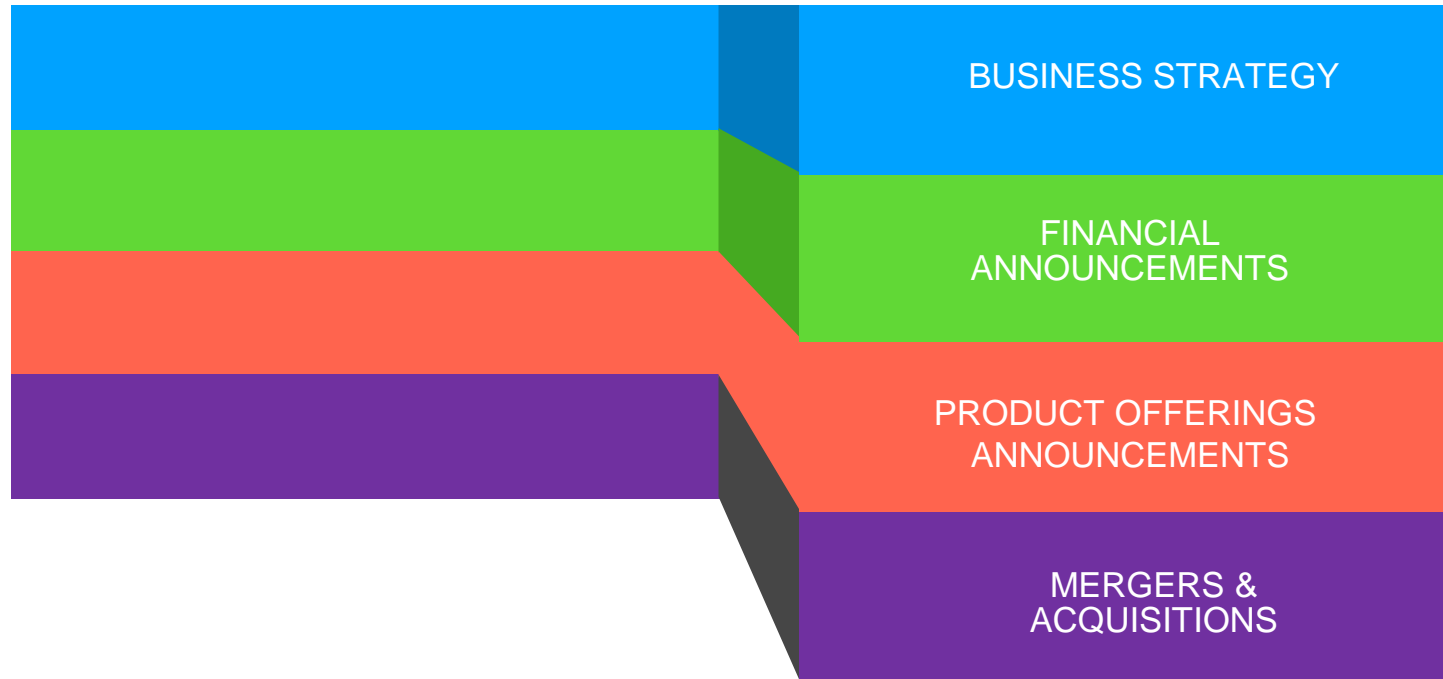 BUSINESS STRATEGY
FINANCIAL
ANNOUNCEMENTS
PRODUCT OFFERINGS
ANNOUNCEMENTS
MERGERS &
ACQUISITIONS